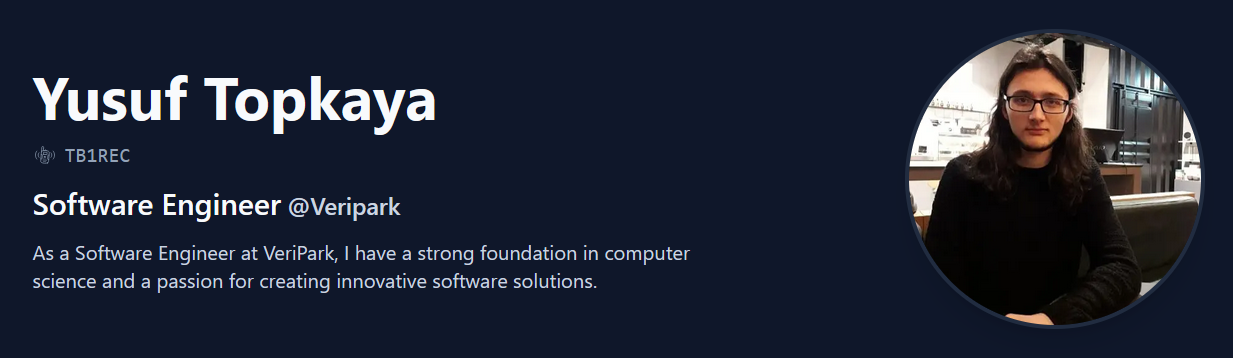 Yusuf Topkaya
TB1REC
Software Engineer @Veripark
As a Software Engineer at VeriPark, I have a strong foundation in computer
science and a passion for creating innovative software solutions.